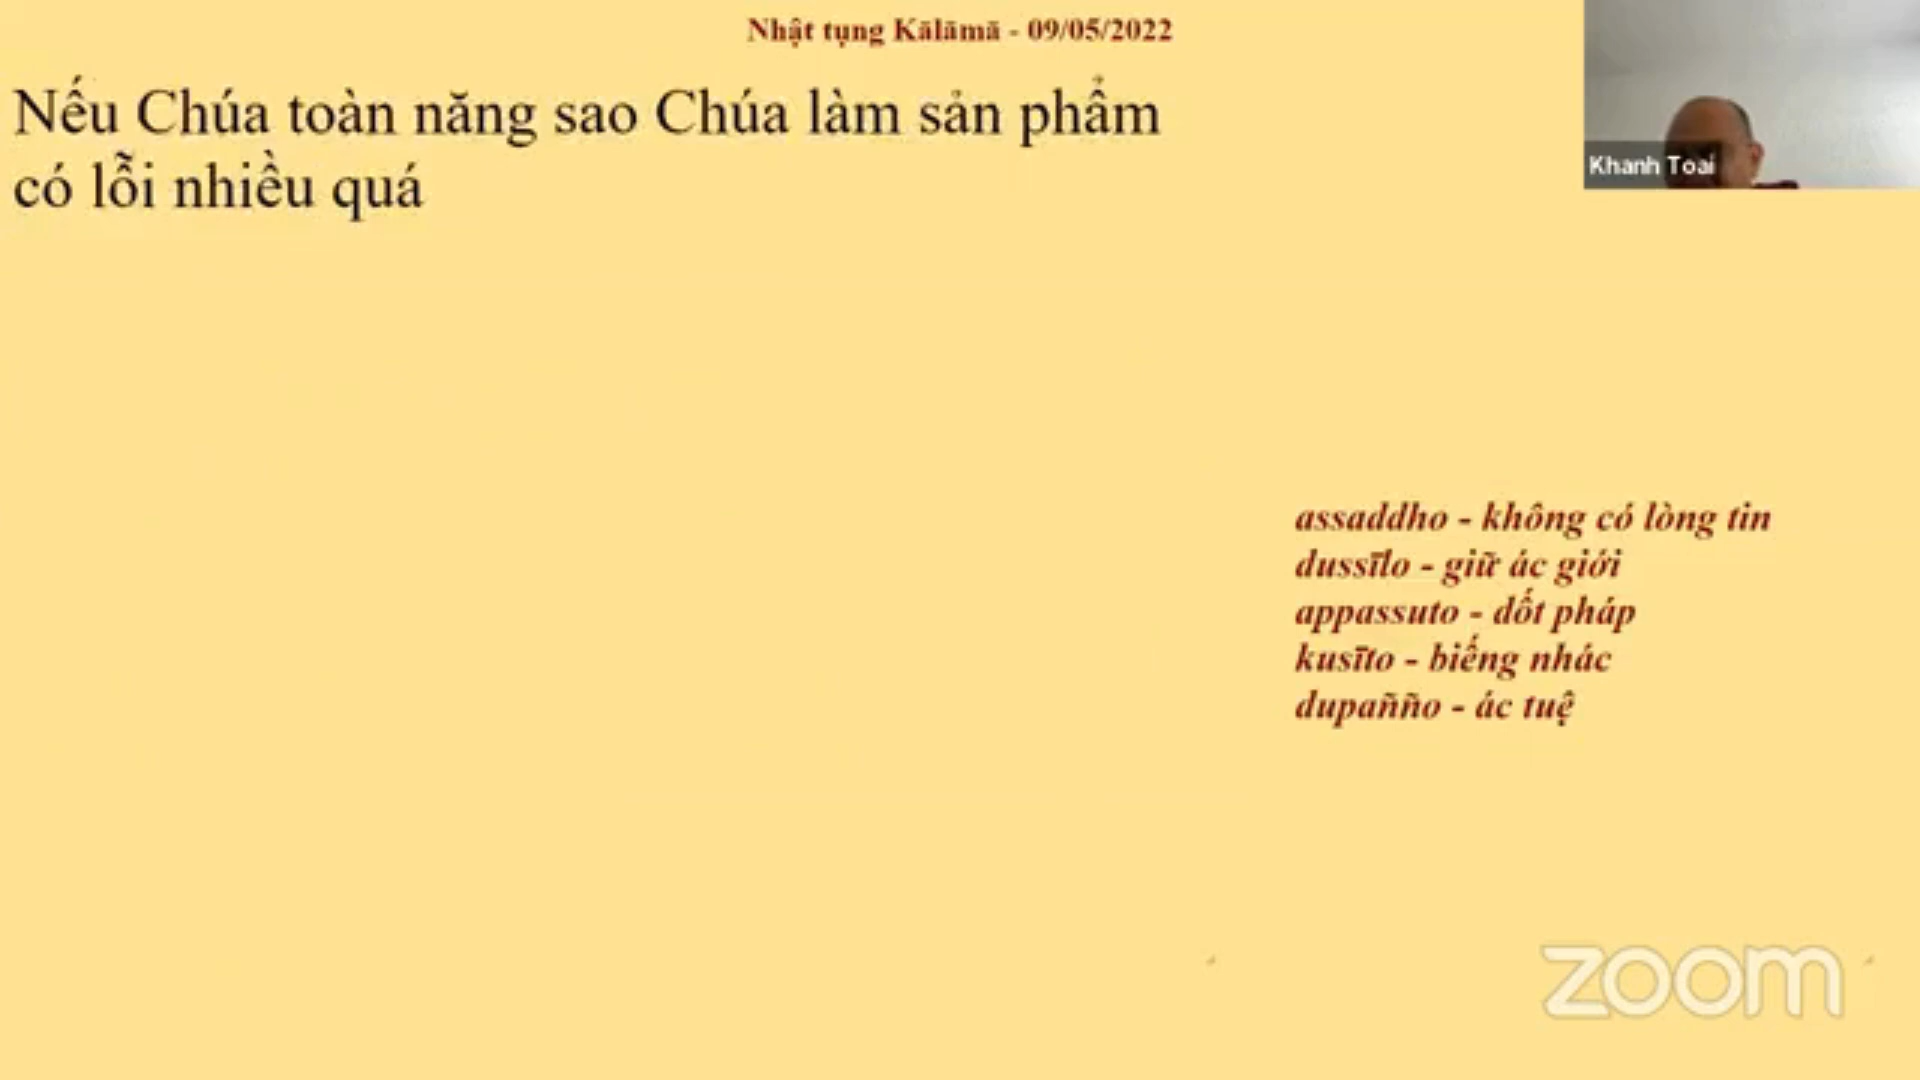 Nhật tụng Kālāmā - 09/05/2022
Nếu Chúa toàn năng sao Chúa làm sản phẩm
có lỗi nhiều quá
Khanh Toai
assaddho - không có lòng tin
dussīlo - giữ ác giới
appassuto - dốt pháp
kusīto - biếng nhác
dupañño - ác tuệ
zoom